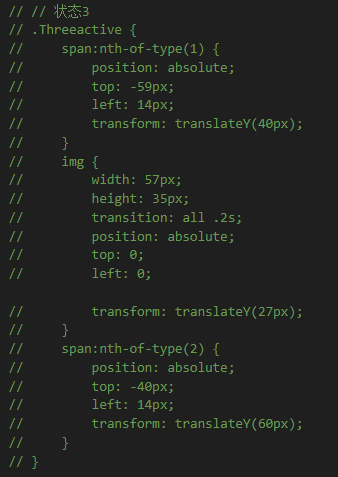 // // 状态3
// .Threeactive {
//     span:nth-of-type(1) {
//         position: absolute;
//         top: -59px;
//         left: 14px;
//         transform: translateY(40px);
//     }
//     img {
//         width: 57px;
//         height: 35px;
//         transition: all .2s;
//         position: absolute;
//         top: 0;
//         left: 0;

//         transform: translateY(27px);
//     }
//     span:nth-of-type(2) {
//         position: absolute;
//         top: -40px;
//         left: 14px;
//         transform: translateY(60px);
//     }
// }